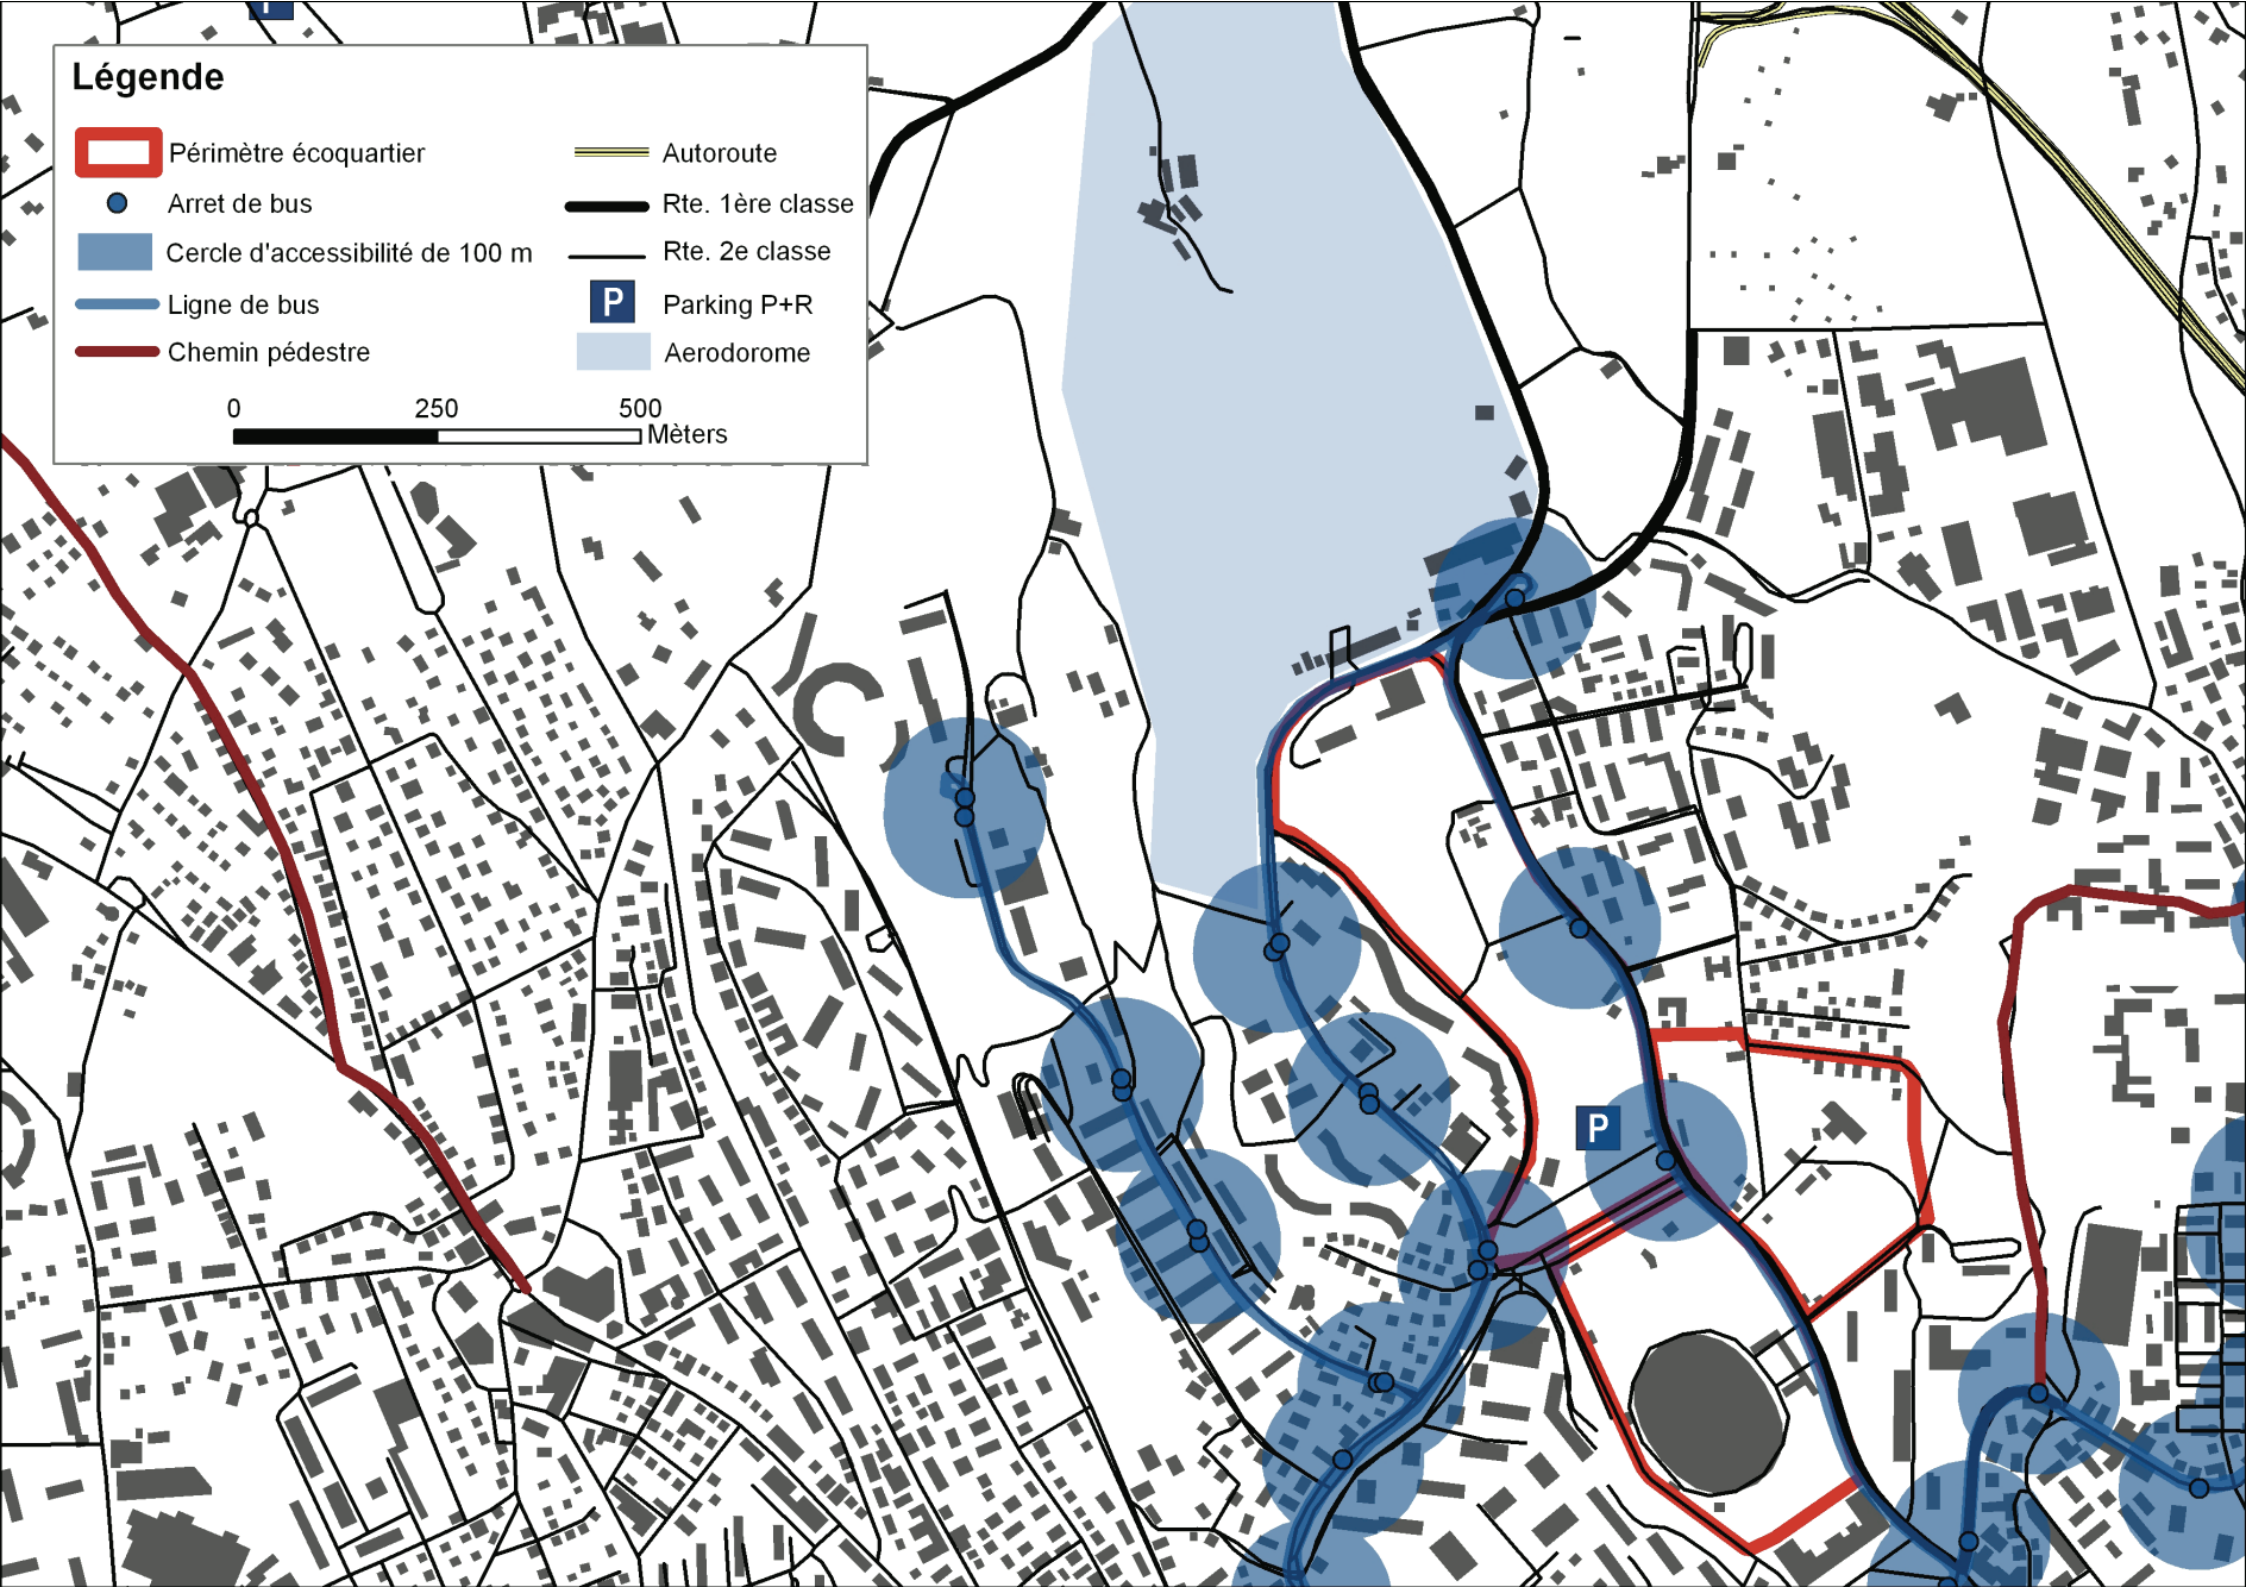 Légende
Périmètre écoquartier
Arret de bus
Cercle d'accessibilité de 100 m
Ligne de bus
Chemin pédestre
Autoroute
Rte. 1ère classe
Rte. 2e classe
P Parking P+R
Aerodorome
0 250 500
Mèters
P